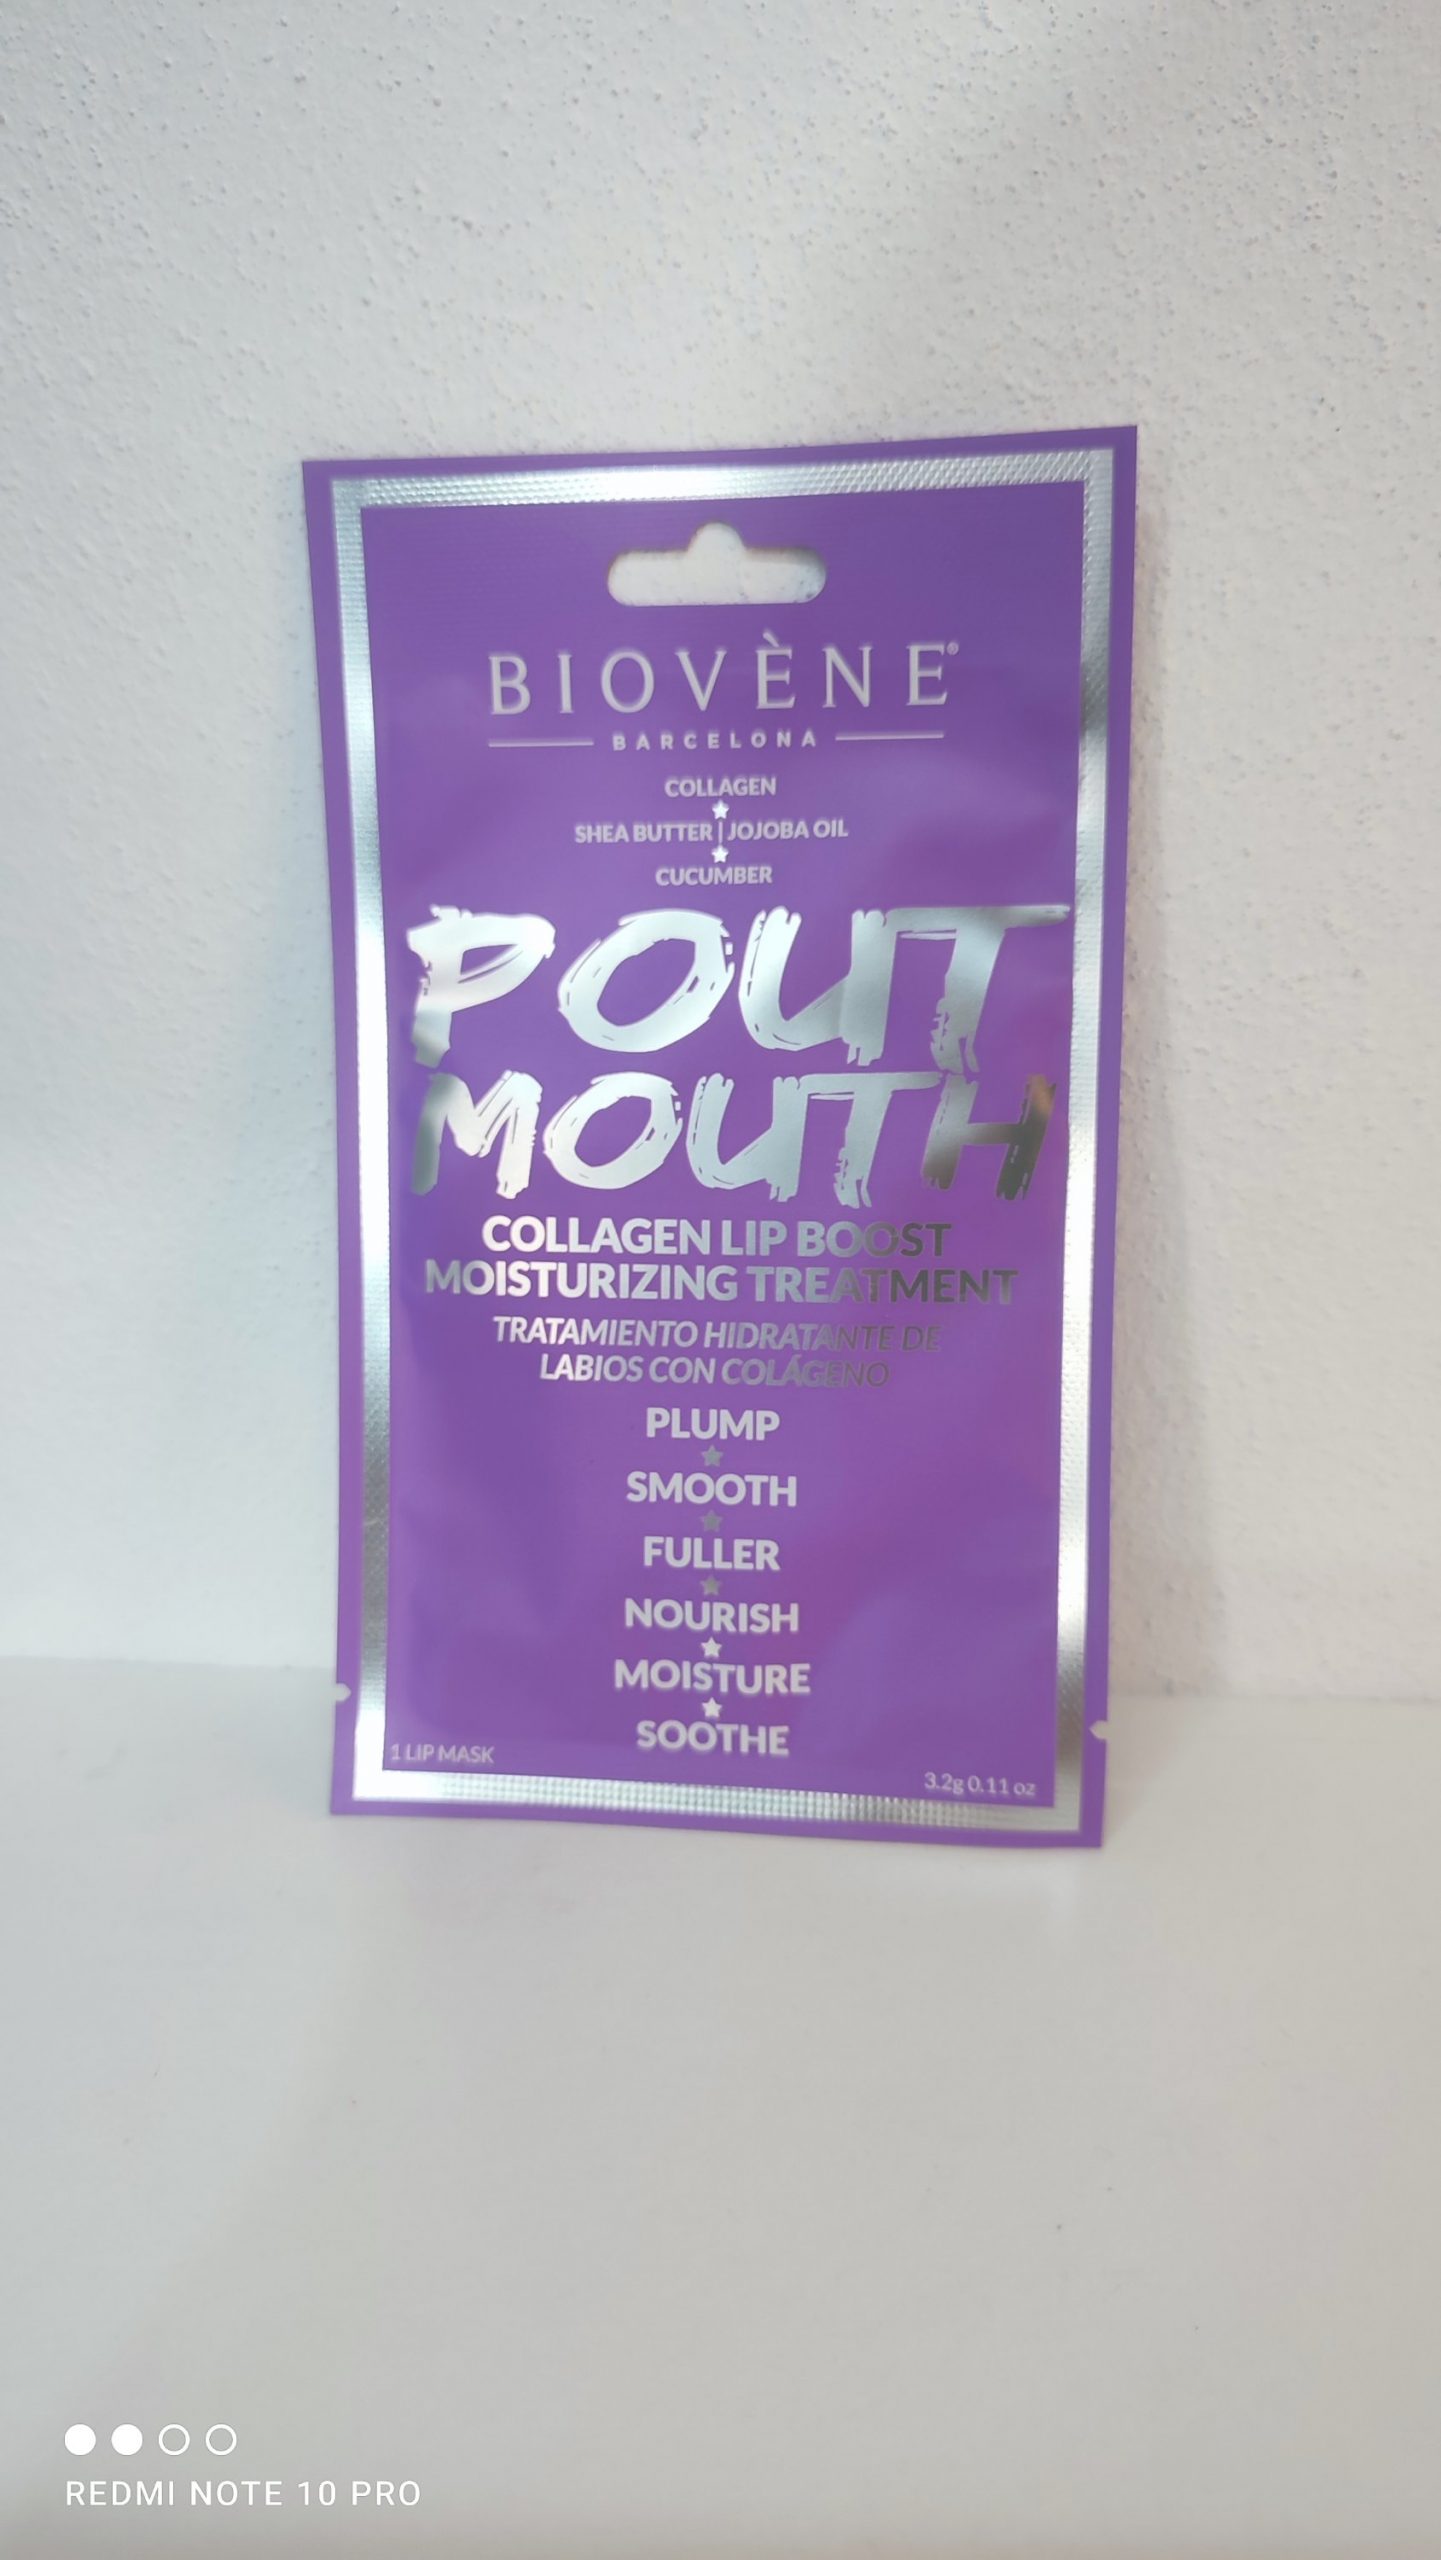 BIOVÈNE®
BARCELONA
COLLAGEN
SHEA BUTTER | JOJOBA OIL
CUCUMBER
POUT
MOUTH
COLLAGEN LIP BOOST
MOISTURIZING TREATMENT
TRATAMIENTO HIDRATANTE DE
LABIOS CON COLÁGENO
PLUMP
SMOOTH
FULLER
NOURISH
MOISTURE
SOOTHE
1 LIP MASK
3.2g 0.11 oz
REDMI NOTE 10 PRO